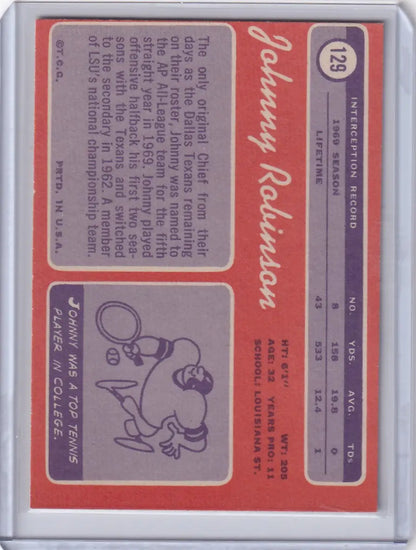 129
INTERCEPTION RECORD
NO. YDS. AVG. TDs
1969 SEASON 8 158 19.8 0
LIFETIME 43 533 12.4 1
Johnny Robinson
HT: 6'1" WT: 205
AGE: 32 YEARS PRO: 11
SCHOOL: LOUISIANA ST.
The only original Chief from their
days as the Dallas Texans remaining
on their roster, Johnny was named to
the AP All-League team for the fifth
straight year in 1969. Johnny played
offensive halfback his first two sea-
sons with the Texans and switched
to the secondary in 1962. A member
of LSU's national championship team.
©T.C.G. PRTD. IN U.S.A.
JOHNNY WAS A TOP TENNIS
PLAYER IN COLLEGE.